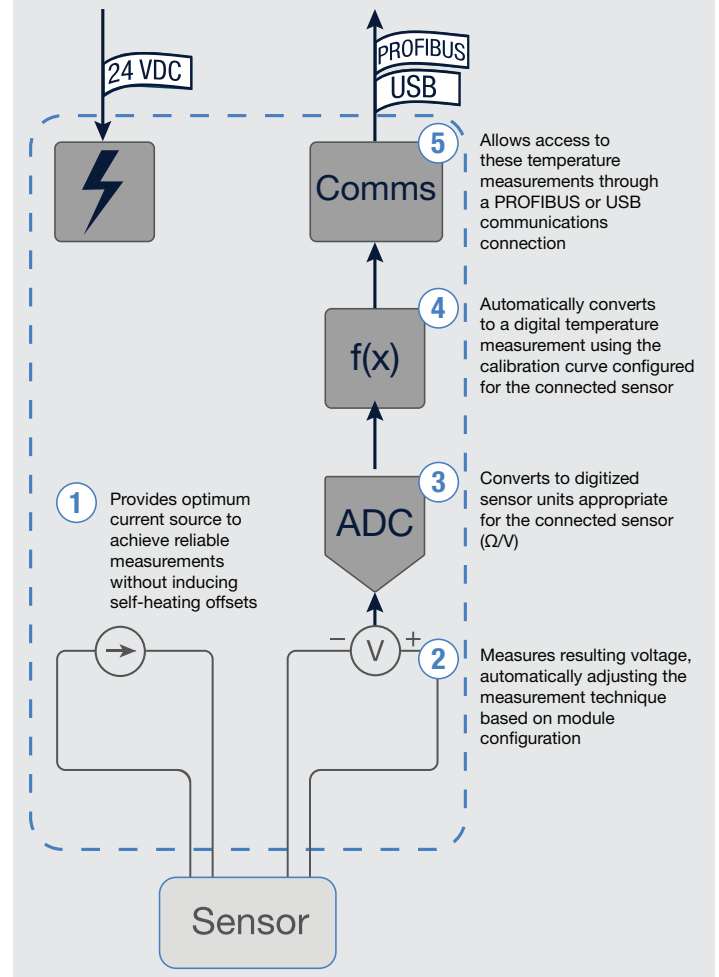 24 VDC
PROFIBUS
USB
Comms
5
Allows access to
these temperature
measurements through
a PROFIBUS or USB
communications
connection
f(x)
4
Automatically converts
to a digital temperature
measurement using the
calibration curve configured
for the connected sensor
1
Provides optimum
current source to
achieve reliable
measurements
without inducing
self-heating offsets
ADC
3
Converts to digitized
sensor units appropriate
for the connected sensor
(Ω/V)
− V +
2
Measures resulting voltage,
automatically adjusting the
measurement technique
based on module
configuration
Sensor